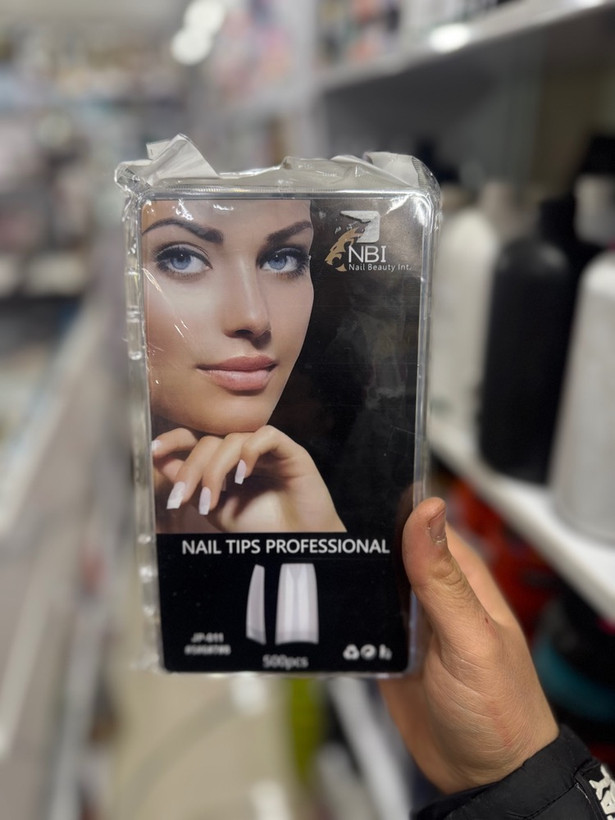 NBI
Nail Beauty Int.
NAIL TIPS PROFESSIONAL
JP-011
500pcs